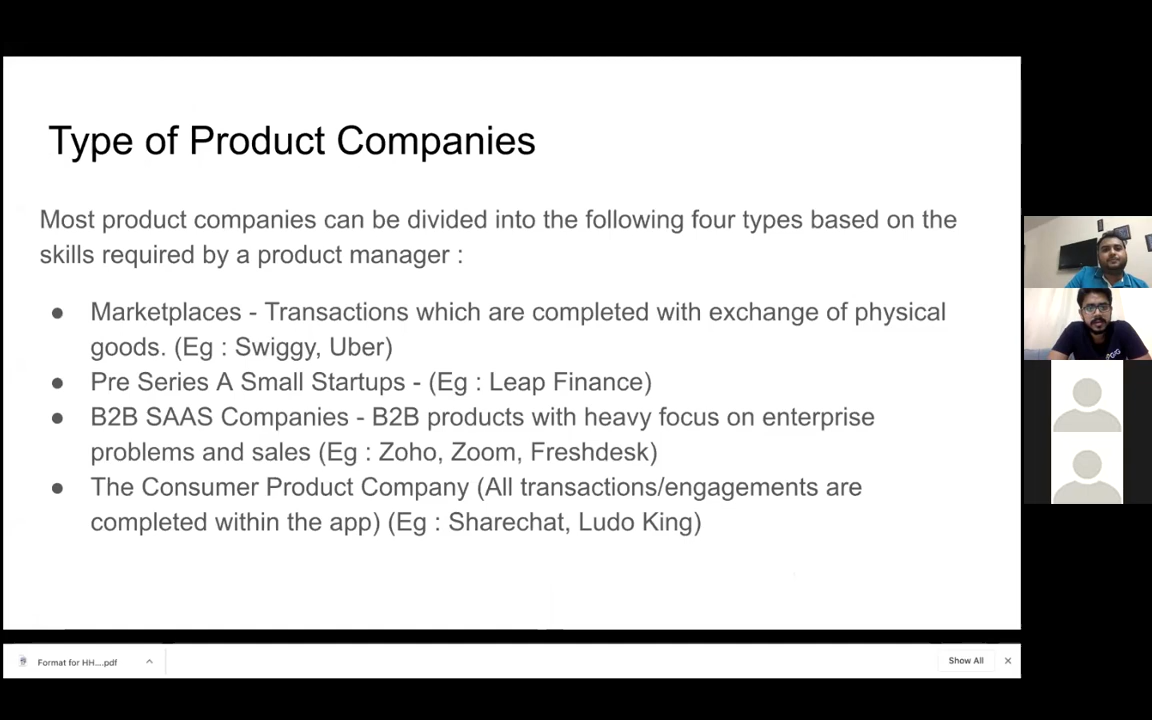 Type of Product Companies
Most product companies can be divided into the following four types based on the
skills required by a product manager :
● Marketplaces - Transactions which are completed with exchange of physical
goods. (Eg : Swiggy, Uber)
● Pre Series A Small Startups - (Eg : Leap Finance)
● B2B SAAS Companies - B2B products with heavy focus on enterprise
problems and sales (Eg : Zoho, Zoom, Freshdesk)
● The Consumer Product Company (All transactions/engagements are
completed within the app) (Eg : Sharechat, Ludo King)
Format for HH....pdf
Show All